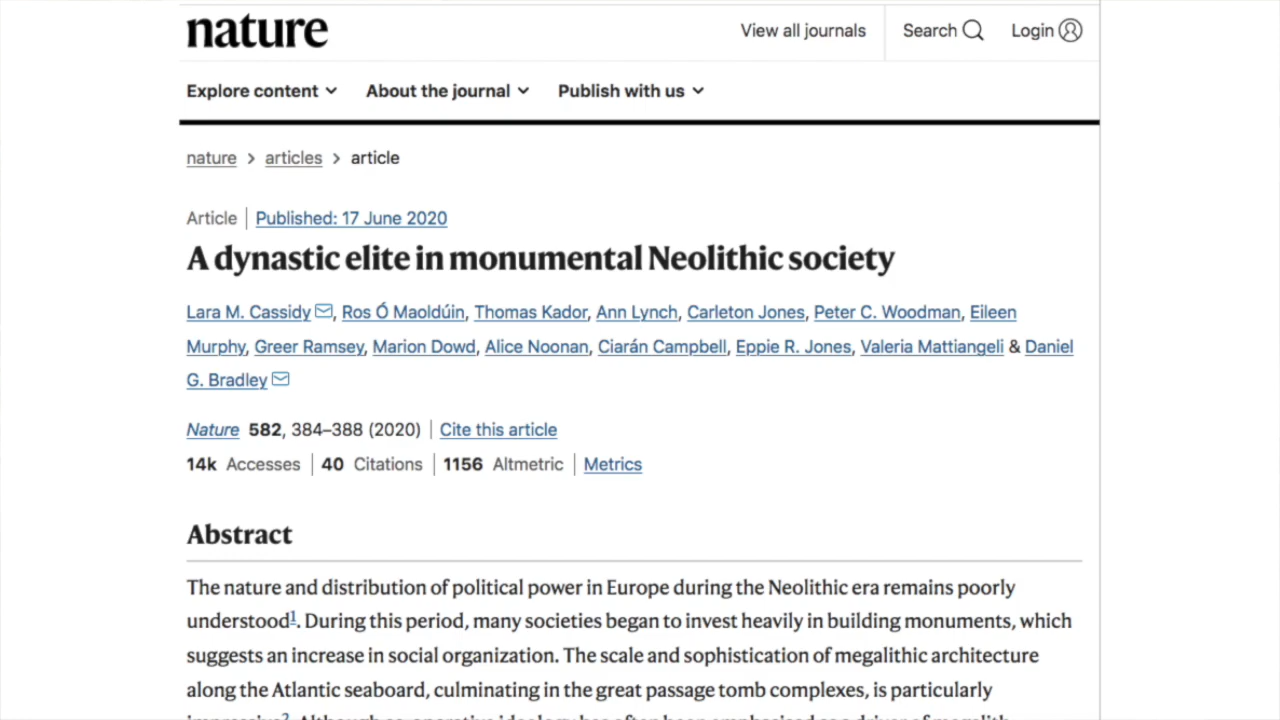 nature
View all journals
Search
Login
Explore content
About the journal
Publish with us
nature > articles > article
Article | Published: 17 June 2020
A dynastic elite in monumental Neolithic society
Lara M. Cassidy, Ros Ó Maoldúin, Thomas Kador, Ann Lynch, Carleton Jones, Peter C. Woodman, Eileen
Murphy, Greer Ramsey, Marion Dowd, Alice Noonan, Ciarán Campbell, Eppie R. Jones, Valeria Mattiangeli & Daniel
G. Bradley
Nature 582, 384–388 (2020) | Cite this article
14k Accesses | 40 Citations | 1156 Altmetric | Metrics
Abstract
The nature and distribution of political power in Europe during the Neolithic era remains poorly
understood1. During this period, many societies began to invest heavily in building monuments, which
suggests an increase in social organization. The scale and sophistication of megalithic architecture
along the Atlantic seaboard, culminating in the great passage tomb complexes, is particularly